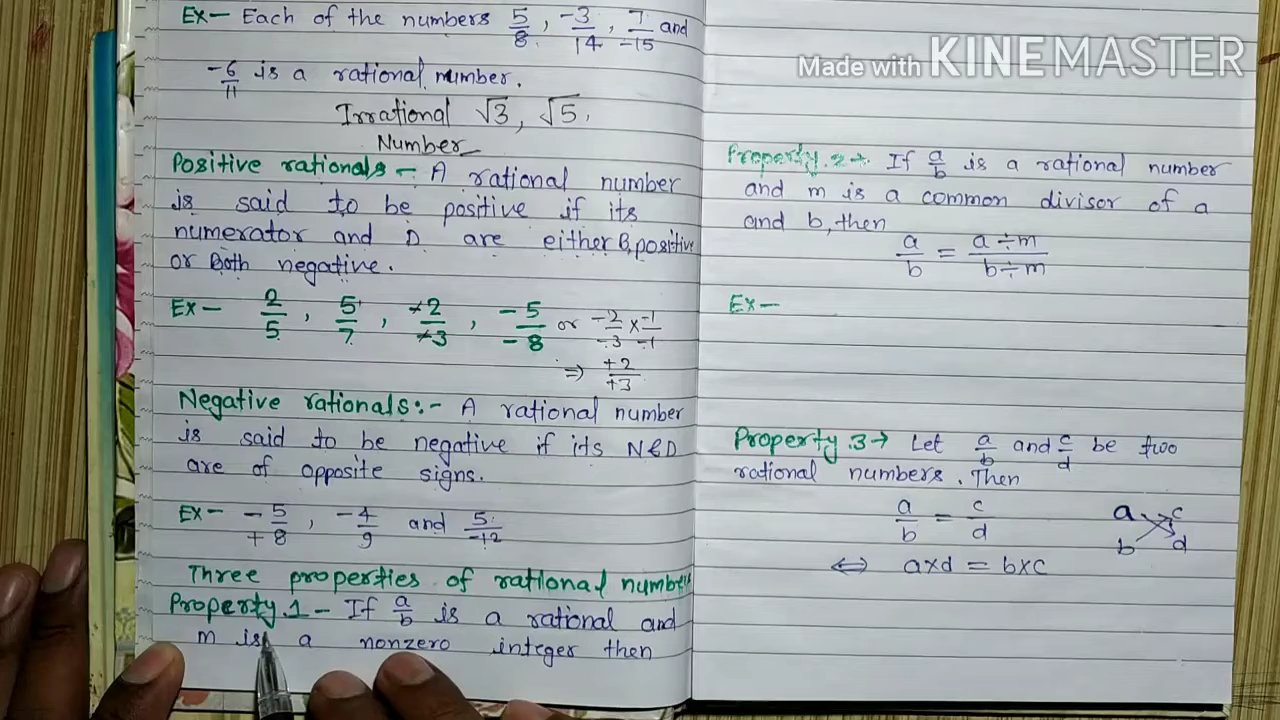 Ex- Each of the numbers 5/8, -3/14, 7/-15 and
-6/11 is a rational number.
Irrational √3, √5,
Number
Positive rationals - A rational number
is said to be positive if its
numerator and D. are either B,positive
or Both negative.
Ex- 2/5, 5/7, -2/-3, -5/-8 or -2/-3 x -1/-1
⇒ +2/+3
Negative rationals:- A rational number
is said to be negative if its N&D
are of opposite signs.
Ex- -5/+8, -4/9 and 5/-12
Three properties of rational numbers
Property.1 - If a/b is a rational and
m is a nonzero integer then
Made with KINEMASTER
Property.2→ If a/b is a rational number
and m is a common divisor of a
and b, then
a/b = a÷m/b÷m
Ex-
Property.3→ Let a/b and c/d be two
rational numbers. Then
a/b = c/d
a c
b d
⇔ a×d = b×c